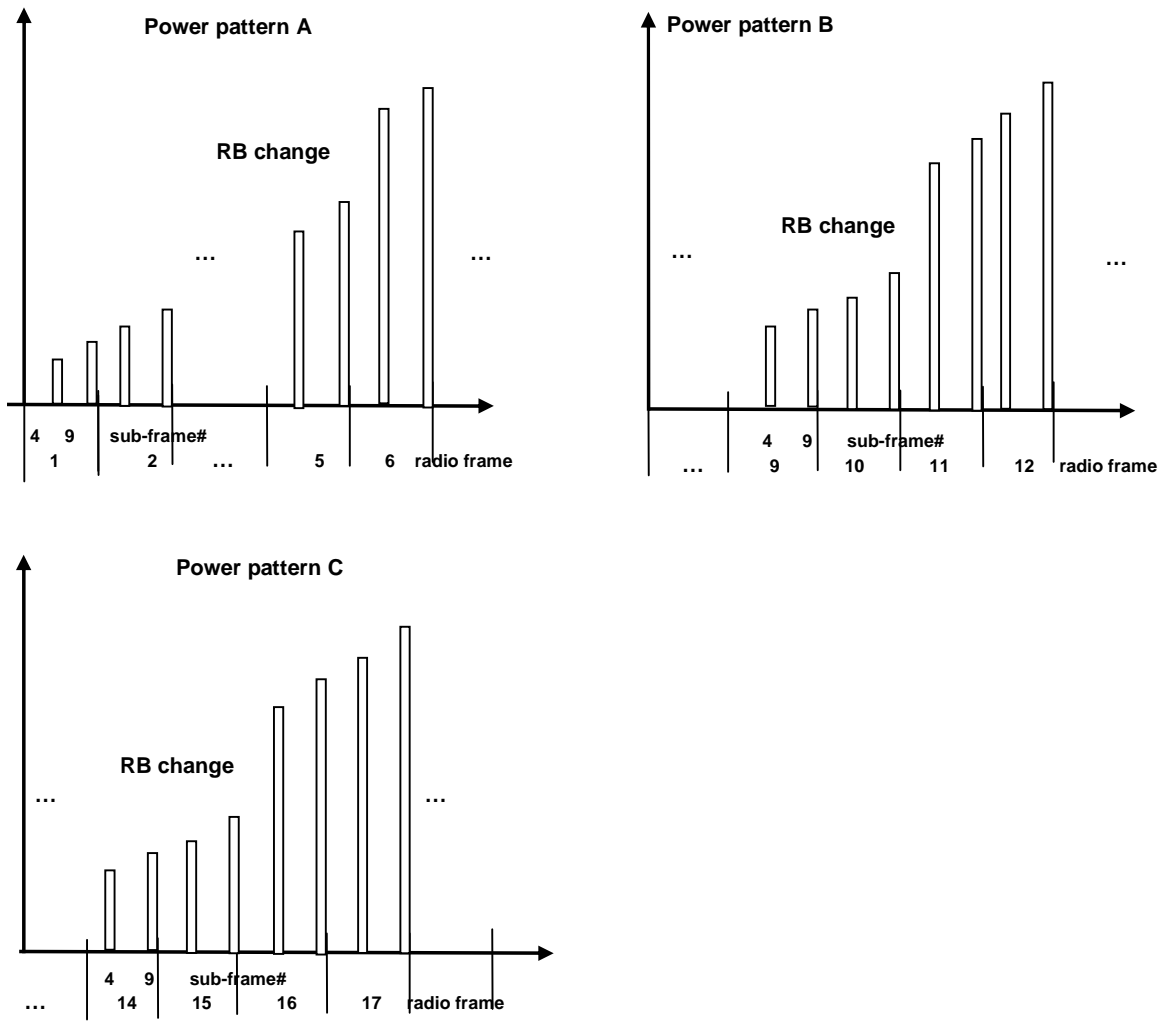 Power pattern A
RB change
...
...
4 9 sub-frame#
1 2 ... 5 6 radio frame
Power pattern B
RB change
...
...
4 9 sub-frame#
... 9 10 11 12 radio frame
Power pattern C
RB change
...
...
4 9 sub-frame#
... 14 15 16 17 radio frame